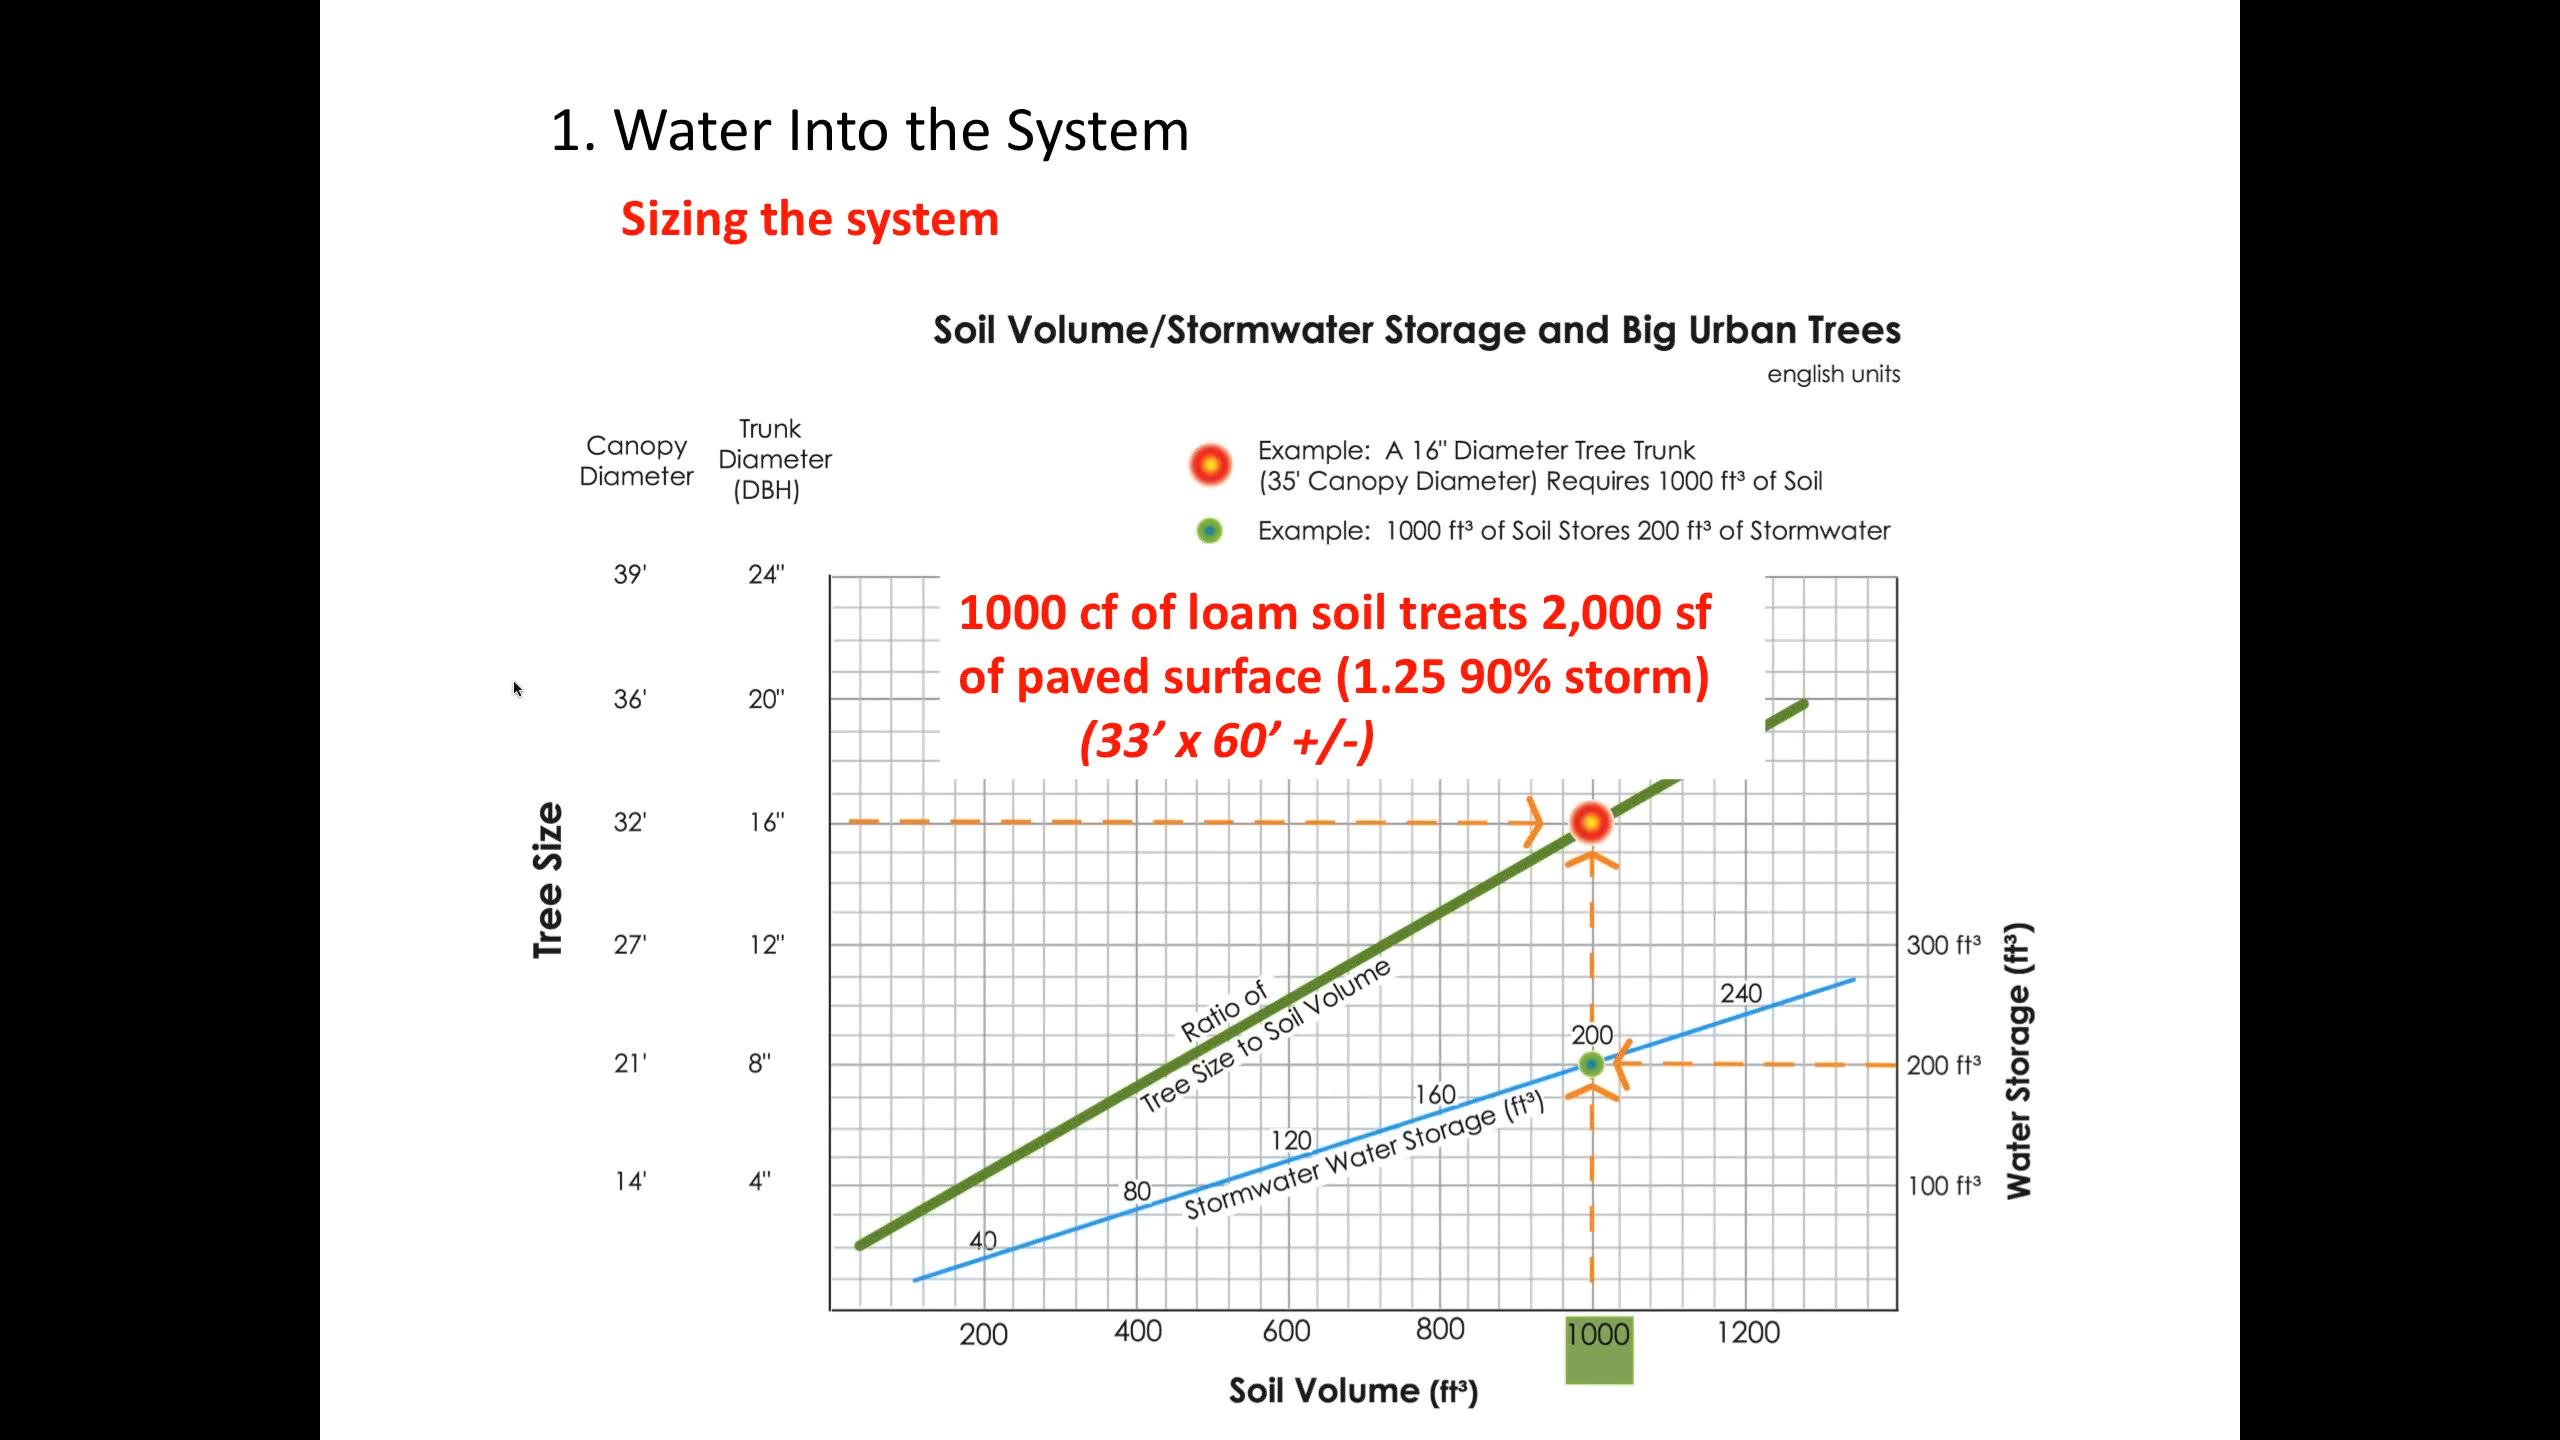 1. Water Into the System
Sizing the system
Soil Volume/Stormwater Storage and Big Urban Trees
english units
Canopy
Diameter
Trunk
Diameter
(DBH)
Example: A 16" Diameter Tree Trunk
(35' Canopy Diameter) Requires 1000 ft³ of Soil
Example: 1000 ft³ of Soil Stores 200 ft³ of Stormwater
39' 24"
1000 cf of loam soil treats 2,000 sf
of paved surface (1.25 90% storm)
(33’ x 60’ +/-)
36' 20"
32' 16"
27' 12"
21' 8"
14' 4"
Tree Size
Ratio of
Tree Size to Soil Volume
40
80
120
160
200
240
Stormwater Water Storage (ft³)
300 ft³
200 ft³
100 ft³
Water Storage (ft³)
200 400 600 800 1000 1200
Soil Volume (ft³)